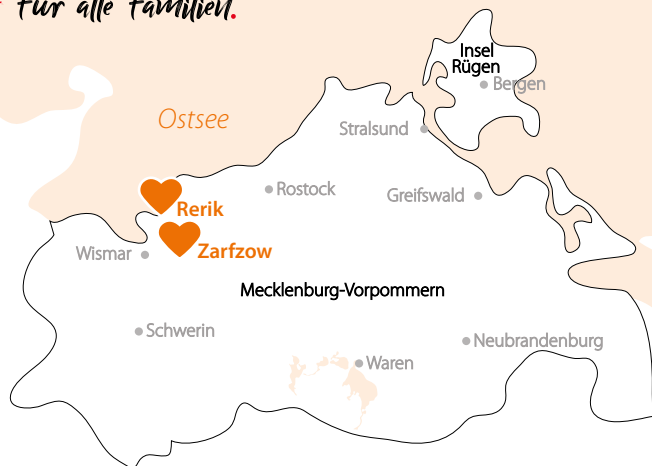 Für alle Familien.
Insel
Rügen
Bergen
Ostsee
Stralsund
Rostock
Greifswald
Rerik
Zarfzow
Wismar
Mecklenburg-Vorpommern
Schwerin
Neubrandenburg
Waren